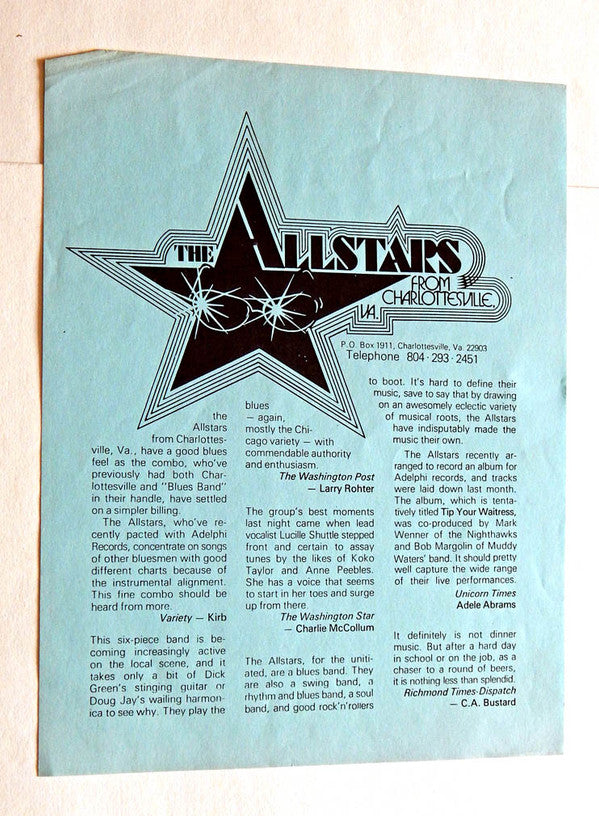 THE ALLSTARS
FROM
CHARLOTTESVILLE,
VA.
P.O. Box 1911, Charlottesville, Va. 22903
Telephone 804·293·2451
the
Allstars
from Charlottes-
ville, Va., have a good blues
feel as the combo, who've
previously had both Char-
lottesville and "Blues Band"
in their handle, have settled
on a simpler billing.
The Allstars, who've re-
cently pacted with Adelphi
Records, concentrate on songs
of other bluesmen with good
different charts because of
the instrumental alignment.
This fine combo should be
heard from more.
Variety — Kirb
This six-piece band is be-
coming increasingly active
on the local scene, and it
takes only a bit of Dick
Green's stinging guitar or
Doug Jay's wailing harmon-
ica to see why. They play the
blues
— again,
mostly the Chi-
cago variety — with
commendable authority
and enthusiasm.
The Washington Post
— Larry Rohter
The group's best moments
last night came when lead
vocalist Lucille Shuttle stepped
front and certain to assay
tunes by the likes of Koko
Taylor and Anne Peebles.
She has a voice that seems
to start in her toes and surge
up from there.
The Washington Star
— Charlie McCollum
The Allstars, for the uniti-
ated, are a blues band. They
are also a swing band, a
rhythm and blues band, a soul
band, and good rock'n'rollers
to boot. It's hard to define their
music, save to say that by drawing
on an awesomely eclectic variety
of musical roots, the Allstars
have indisputably made the
music their own.
The Allstars recently ar-
ranged to record an album for
Adelphi records, and tracks
were laid down last month.
The album, which is tenta-
tively titled Tip Your Waitress,
was co-produced by Mark
Wenner of the Nighthawks
and Bob Margolin of Muddy
Waters' band. It should pretty
well capture the wide range
of their live performances.
Unicorn Times
Adele Abrams
It definitely is not dinner
music. But after a hard day
in school or on the job, as a
chaser to a round of beers,
it is nothing less than splendid.
Richmond Times-Dispatch
— C.A. Bustard